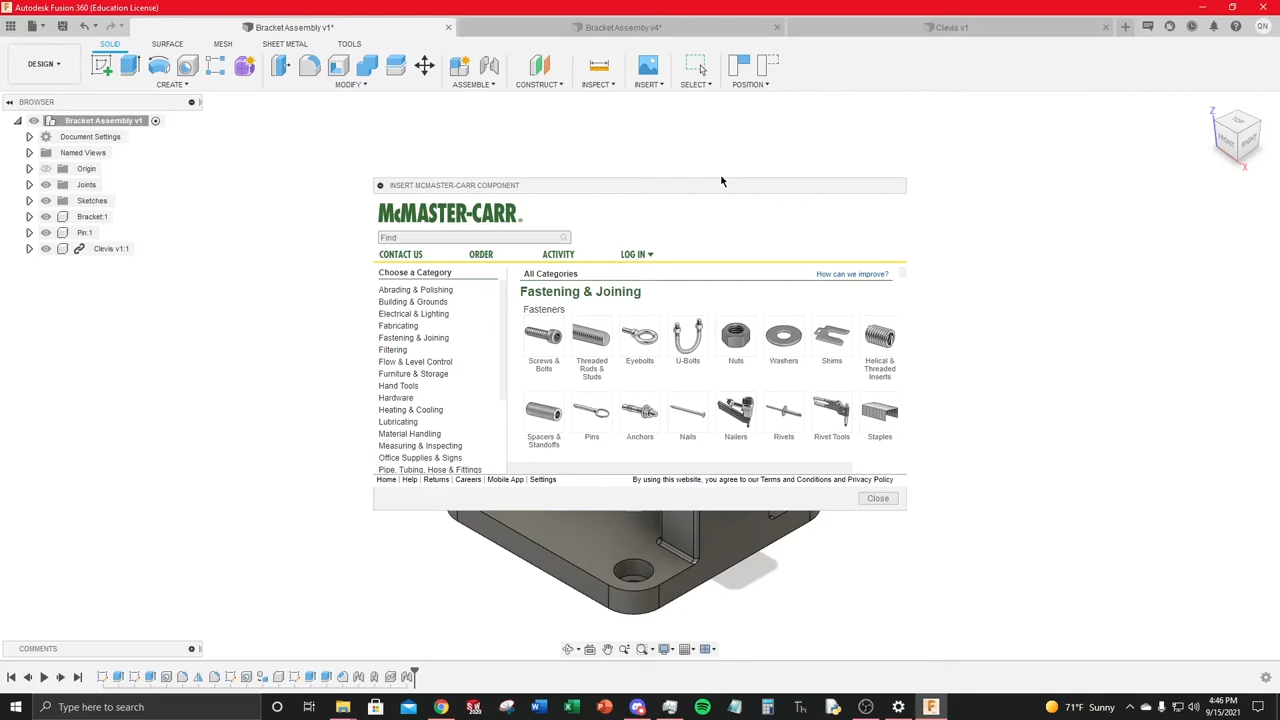 Autodesk Fusion 360 (Education License)
Bracket Assembly v1*
Bracket Assembly v4*
Clevis v1
QN
SOLID
SURFACE
MESH
SHEET METAL
TOOLS
DESIGN
CREATE
MODIFY
ASSEMBLE
CONSTRUCT
INSPECT
INSERT
SELECT
POSITION
BROWSER
Bracket Assembly v1
Document Settings
Named Views
Origin
Joints
Sketches
Bracket:1
Pin:1
Clevis v1:1
Z
TOP
FRONT
RIGHT
X
INSERT MCMASTER-CARR COMPONENT
McMASTER-CARR®
Find
CONTACT US
ORDER
ACTIVITY
LOG IN
Choose a Category
Abrading & Polishing
Building & Grounds
Electrical & Lighting
Fabricating
Fastening & Joining
Filtering
Flow & Level Control
Furniture & Storage
Hand Tools
Hardware
Heating & Cooling
Lubricating
Material Handling
Measuring & Inspecting
Office Supplies & Signs
Pipe, Tubing, Hose & Fittings
All Categories
How can we improve?
Fastening & Joining
Fasteners
Screws &
Bolts
Threaded
Rods &
Studs
Eyebolts
U-Bolts
Nuts
Washers
Shims
Helical &
Threaded
Inserts
Spacers &
Standoffs
Pins
Anchors
Nails
Nailers
Rivets
Rivet Tools
Staples
Home | Help | Returns | Careers | Mobile App | Settings
By using this website, you agree to our Terms and Conditions and Privacy Policy
Close
COMMENTS
Type here to search
71°F Sunny
4:46 PM
9/15/2021